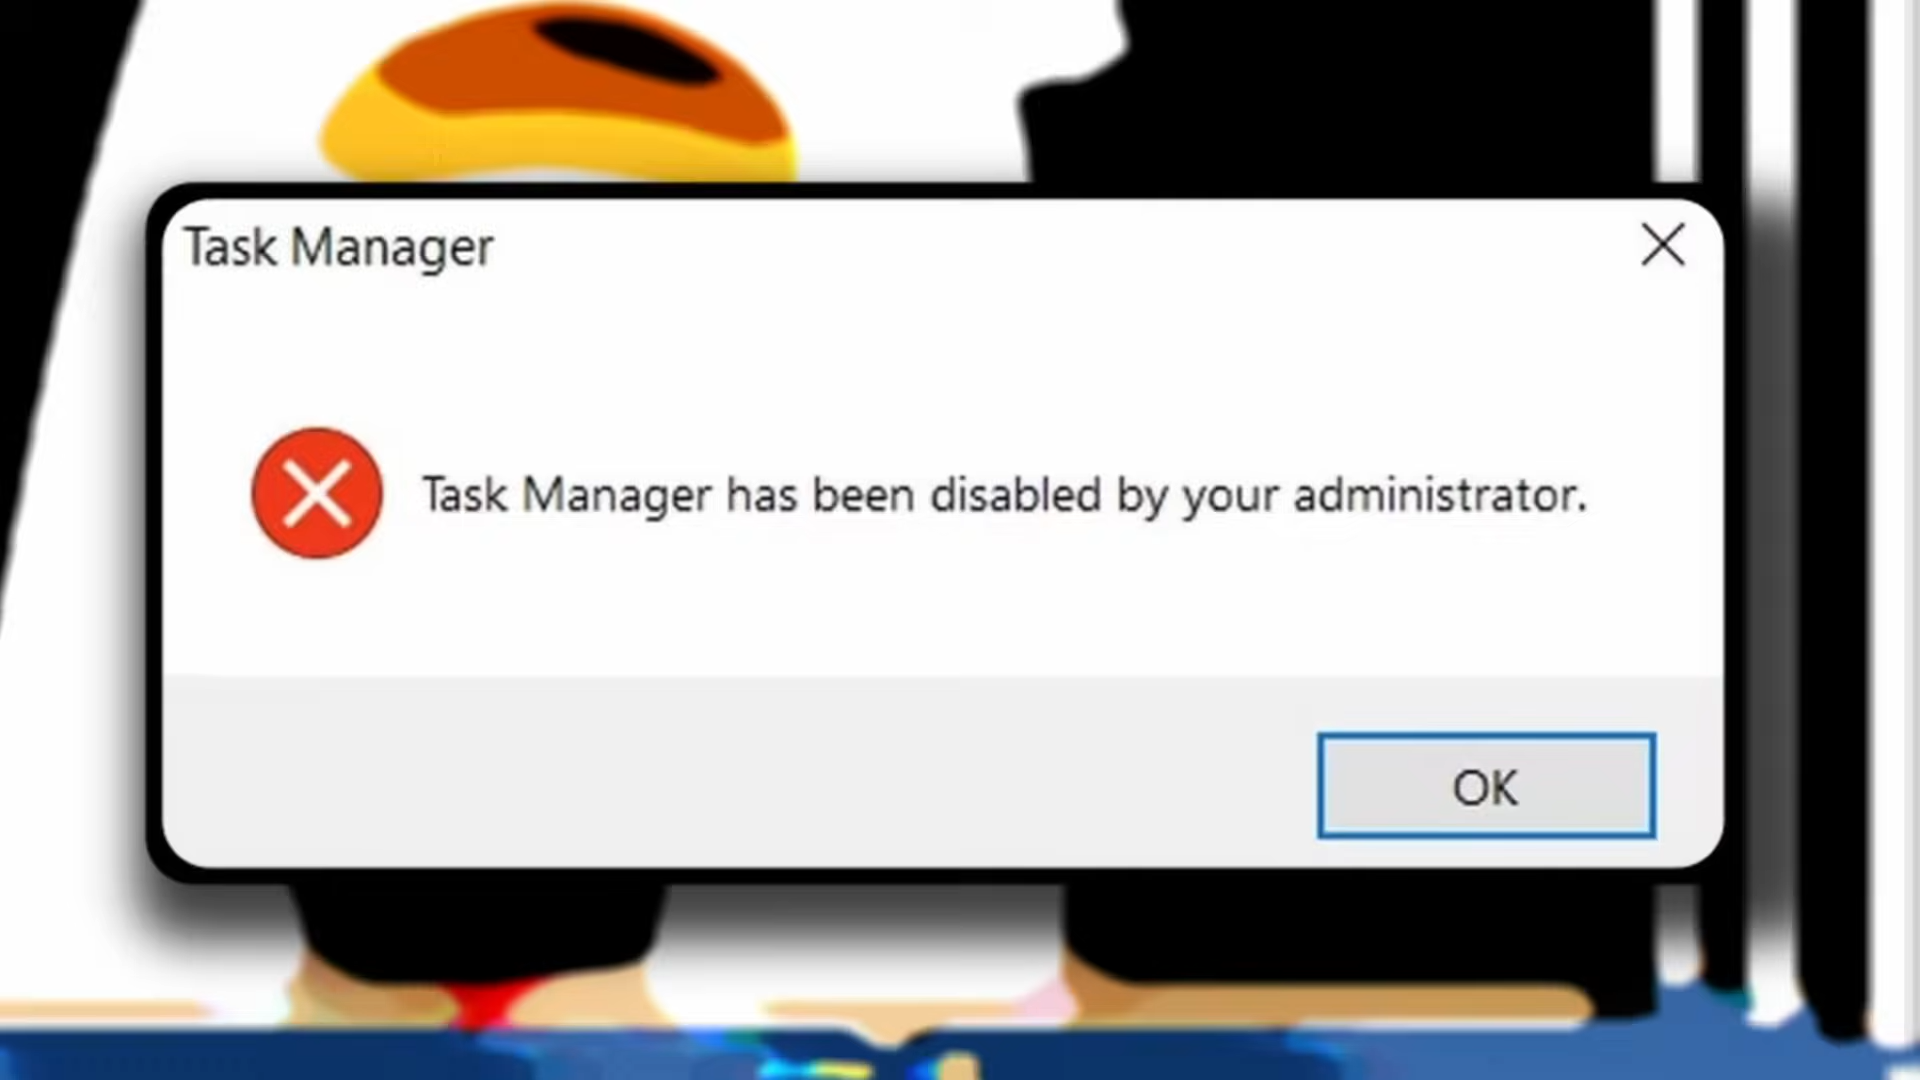 Task Manager
Task Manager has been disabled by your administrator.
OK